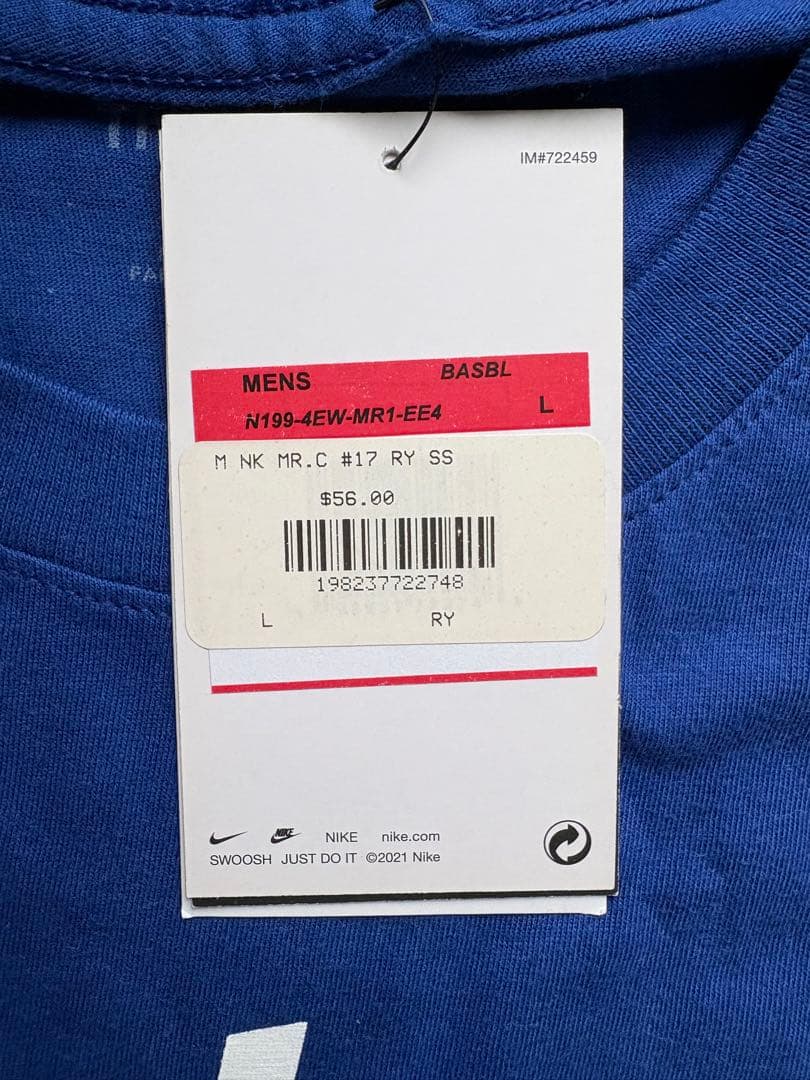 IM#722459
MENS BASBL
N199-4EW-MR1-EE4 L
M NK MR.C #17 RY SS
$56.00
198237722748
L RY
NIKE NIKE nike.com
SWOOSH JUST DO IT ©2021 Nike